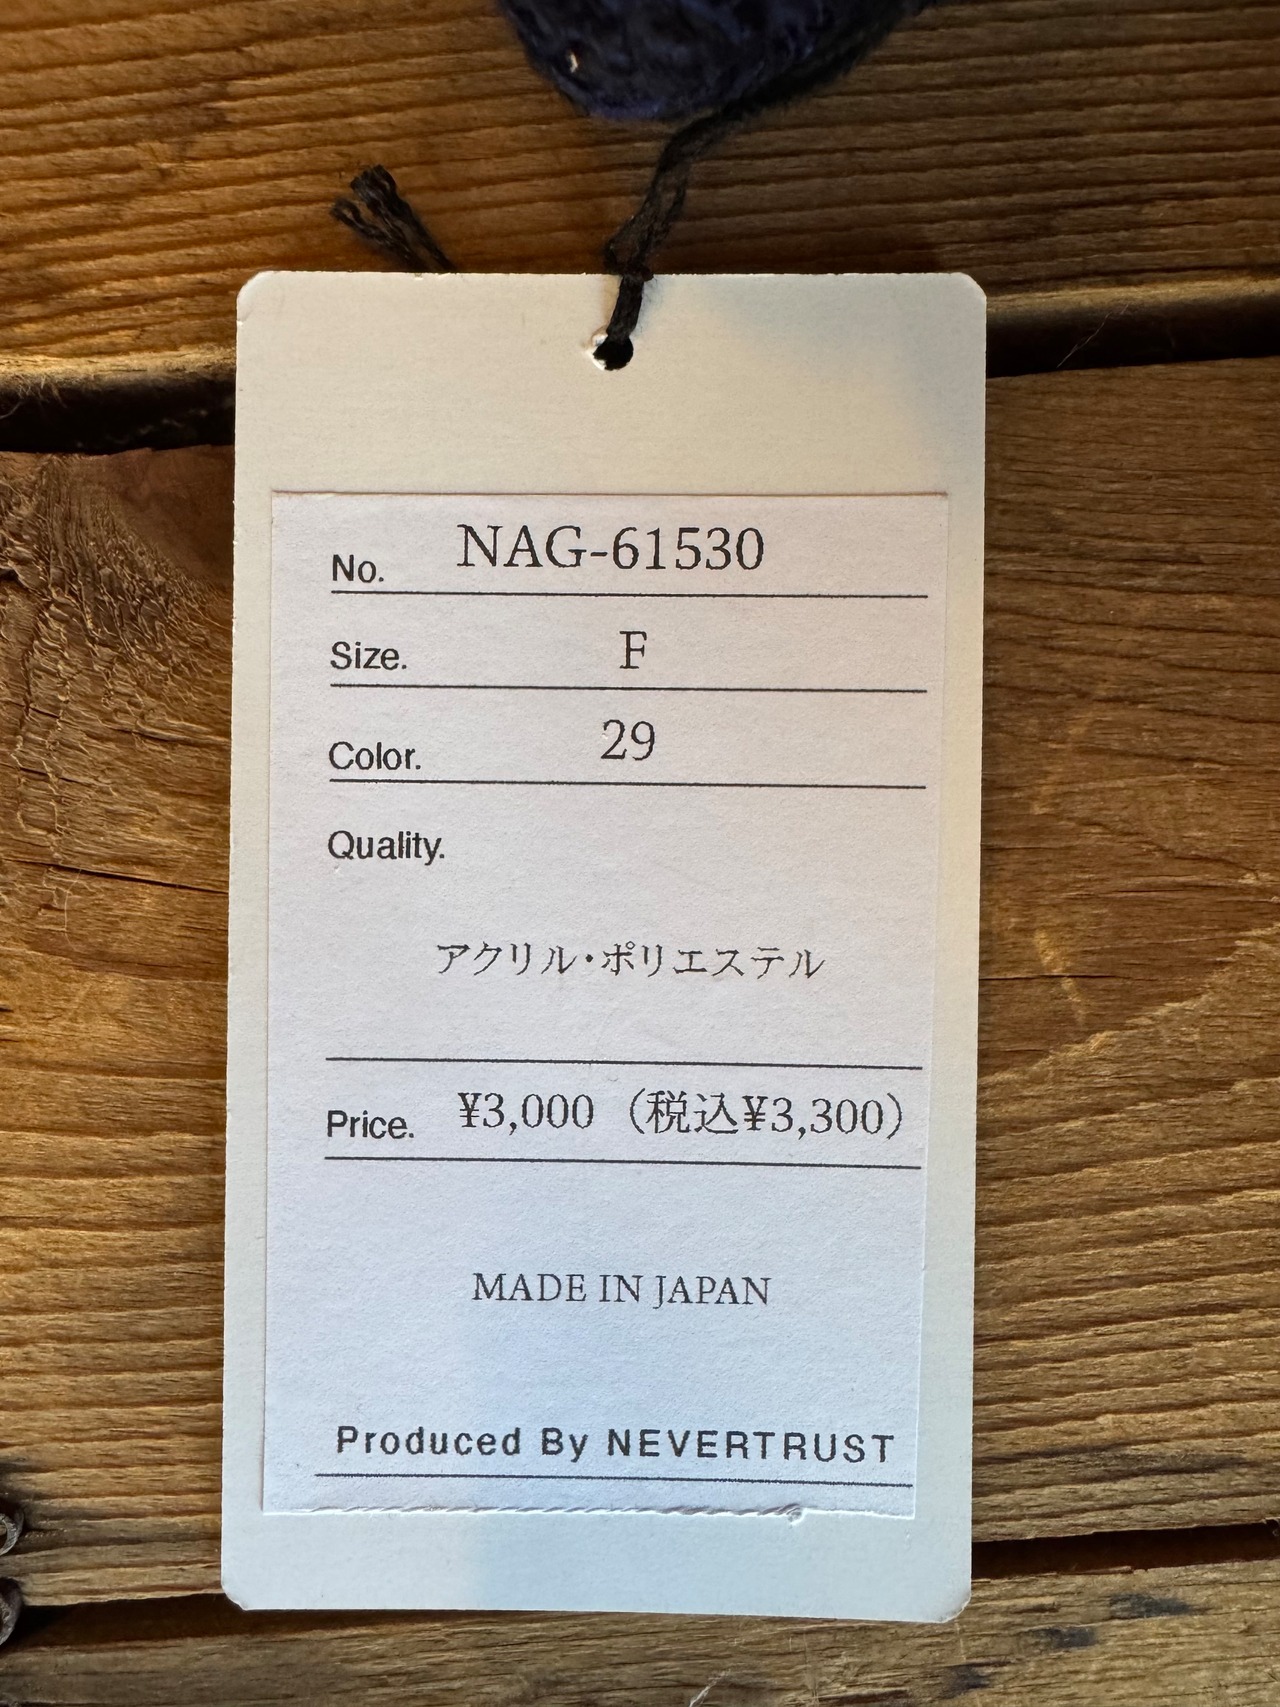 No. NAG-61530
Size. F
Color. 29
Quality.
アクリル・ポリエステル
Price. ¥3,000（税込¥3,300）
MADE IN JAPAN
Produced By NEVERTRUST